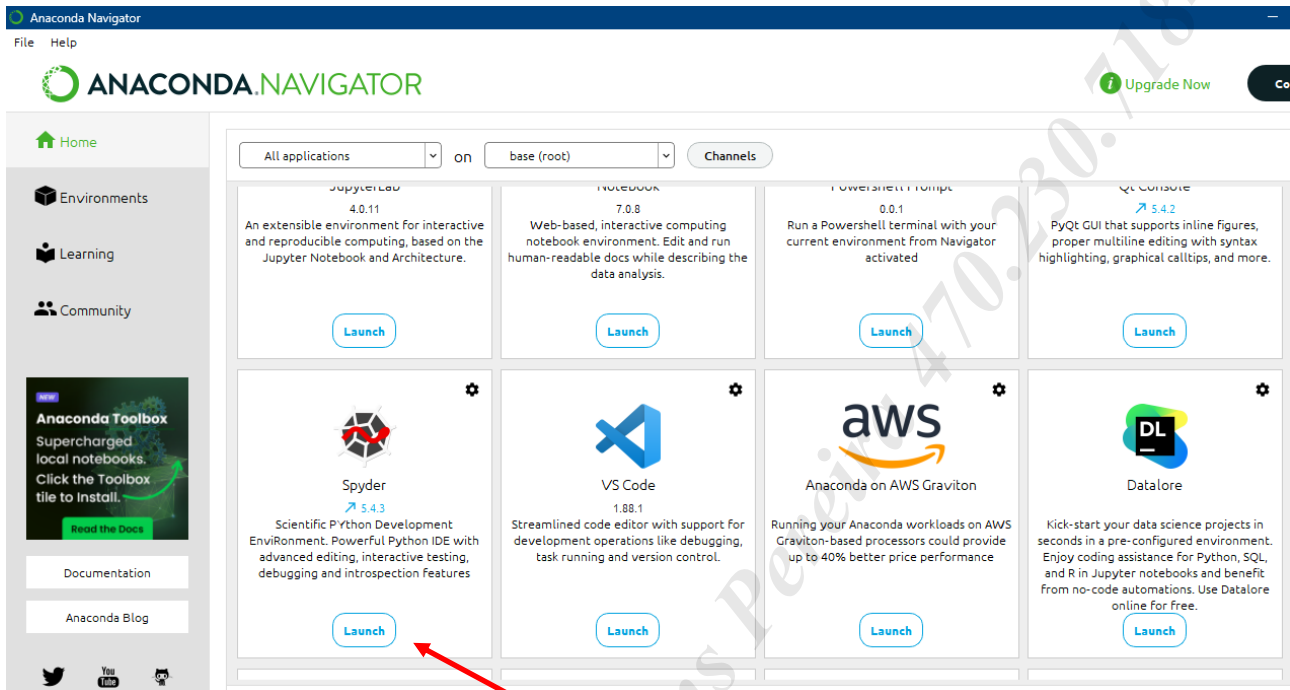 Anaconda Navigator
File Help
ANACONDA.NAVIGATOR
Upgrade Now
Co
Home
Environments
Learning
Community
All applications
on
base (root)
Channels
JupyterLab
4.0.11
An extensible environment for interactive
and reproducible computing, based on the
Jupyter Notebook and Architecture.
Launch
Notebook
7.0.8
Web-based, interactive computing
notebook environment. Edit and run
human-readable docs while describing the
data analysis.
Launch
Powershell Prompt
0.0.1
Run a Powershell terminal with your
current environment from Navigator
activated
Launch
Qt Console
5.4.2
PyQt GUI that supports inline figures,
proper multiline editing with syntax
highlighting, graphical calltips, and more.
Launch
NEW
Anaconda Toolbox
Supercharged
local notebooks.
Click the Toolbox
tile to Install.
Read the Docs
Documentation
Anaconda Blog
You
Tube
Spyder
5.4.3
Scientific PYthon Development
EnviRonment. Powerful Python IDE with
advanced editing, interactive testing,
debugging and introspection features
Launch
VS Code
1.88.1
Streamlined code editor with support for
development operations like debugging,
task running and version control.
Launch
aws
Anaconda on AWS Graviton
Running your Anaconda workloads on AWS
Graviton-based processors could provide
up to 40% better price performance
Launch
DL
Datalore
Kick-start your data science projects in
seconds in a pre-configured environment.
Enjoy coding assistance for Python, SQL,
and R in Jupyter notebooks and benefit
from no-code automations. Use Datalore
online for free.
Launch
s Pereira 470.230.718